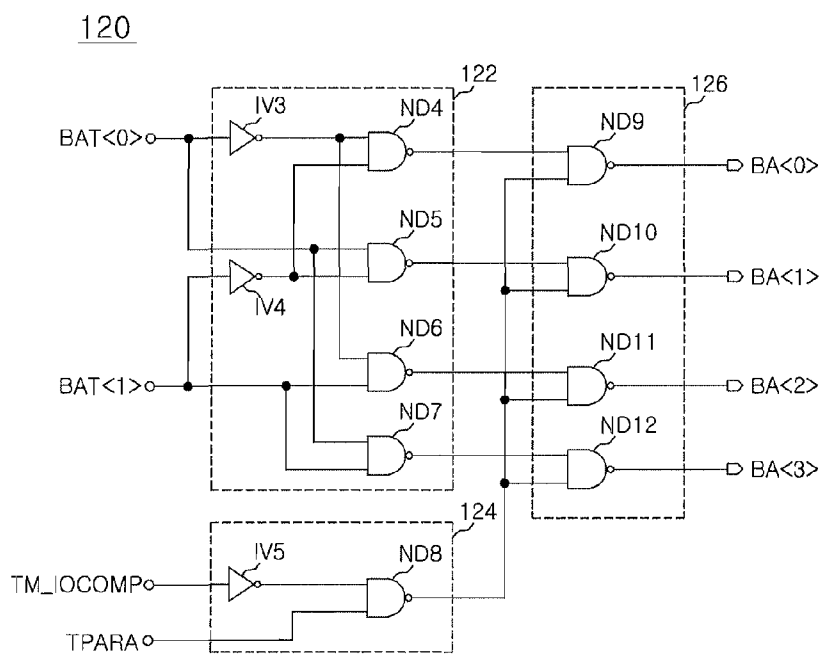 120
122
126
IV3
ND4
ND9
BAT<0>
BA<0>
ND5
ND10
BA<1>
IV4
ND6
ND11
BAT<1>
BA<2>
ND7
ND12
BA<3>
124
IV5
ND8
TM_IOCOMP
TPARA